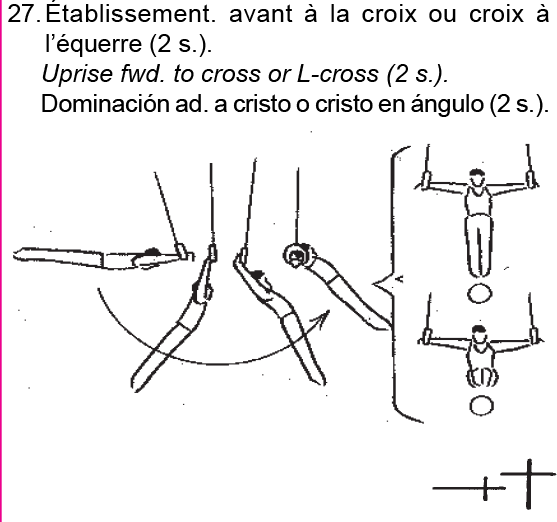 27. Établissement. avant à la croix ou croix à
l'équerre (2 s.).
Uprise fwd. to cross or L-cross (2 s.).
Dominación ad. a cristo o cristo en ángulo (2 s.).